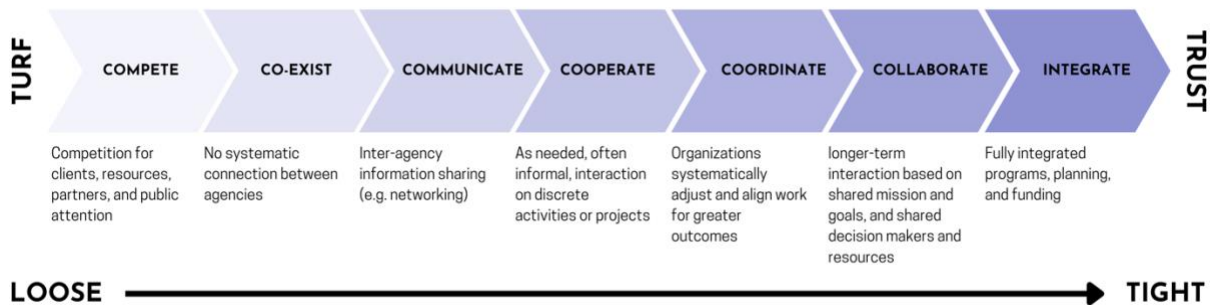 TURF
COMPETE
CO-EXIST
COMMUNICATE
COOPERATE
COORDINATE
COLLABORATE
INTEGRATE
TRUST
Competition for
clients, resources,
partners, and public
attention
No systematic
connection between
agencies
Inter-agency
information sharing
(e.g. networking)
As needed, often
informal, interaction
on discrete
activities or projects
Organizations
systematically
adjust and align work
for greater
outcomes
longer-term
interaction based on
shared mission and
goals, and shared
decision makers and
resources
Fully integrated
programs, planning,
and funding
LOOSE
TIGHT